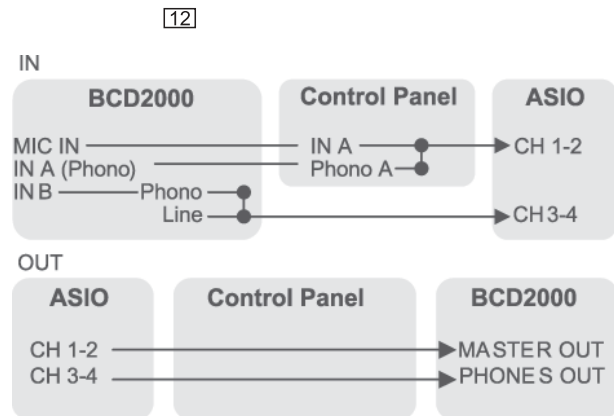 12
IN
BCD2000 Control Panel ASIO
MIC IN IN A CH 1-2
IN A (Phono) Phono A
IN B Phono
Line CH 3-4
OUT
ASIO Control Panel BCD2000
CH 1-2 MASTER OUT
CH 3-4 PHONES OUT